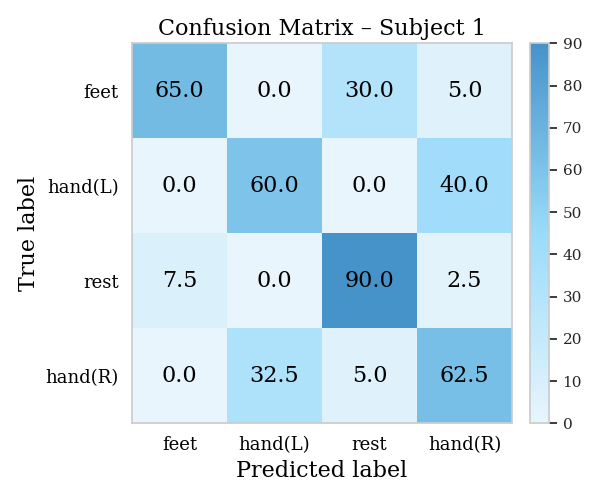 Confusion Matrix – Subject 1
feet 65.0 0.0 30.0 5.0
hand(L) 0.0 60.0 0.0 40.0
rest 7.5 0.0 90.0 2.5
hand(R) 0.0 32.5 5.0 62.5
feet hand(L) rest hand(R)
Predicted label
True label
90
80
70
60
50
40
30
20
10
0